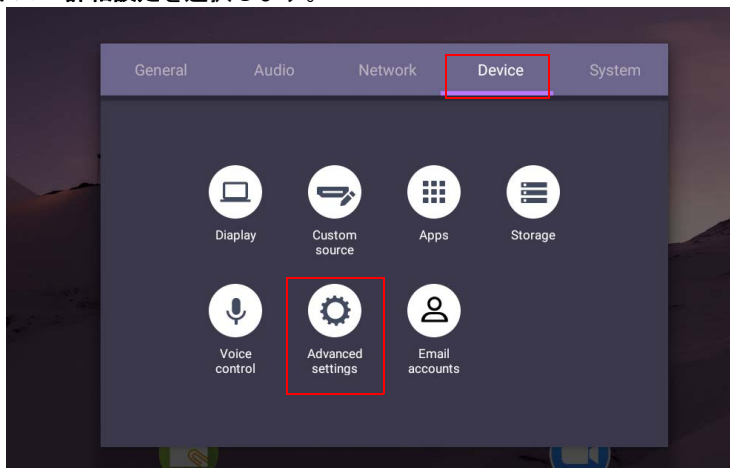 詳細設定を選択します。
General Audio Network Device System
Diaplay Custom source Apps Storage
Voice control Advanced settings Email accounts